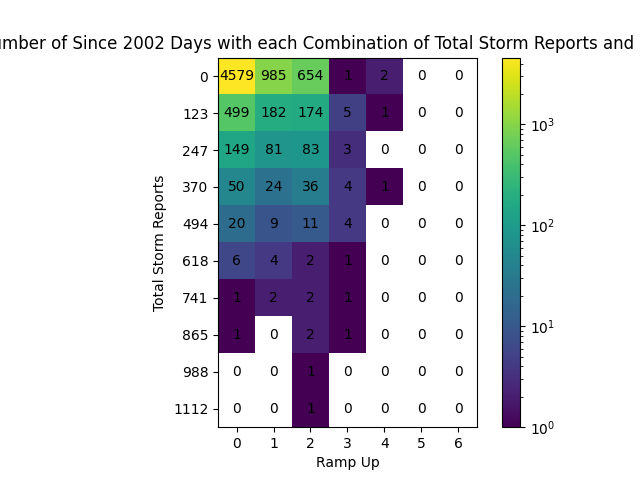 of Since 2002 Days with each Combination of Total Storm Reports and
0 4579 985 654 1 2 0 0
123 499 182 174 5 1 0 0
247 149 81 83 3 0 0 0
370 50 24 36 4 1 0 0
494 20 9 11 4 0 0 0
618 6 4 2 1 0 0 0
741 1 2 2 1 0 0 0
865 1 0 2 1 0 0 0
988 0 0 1 0 0 0 0
1112 0 0 1 0 0 0 0
0 1 2 3 4 5 6
Ramp Up
Total Storm Reports
10³
10²
10¹
10⁰